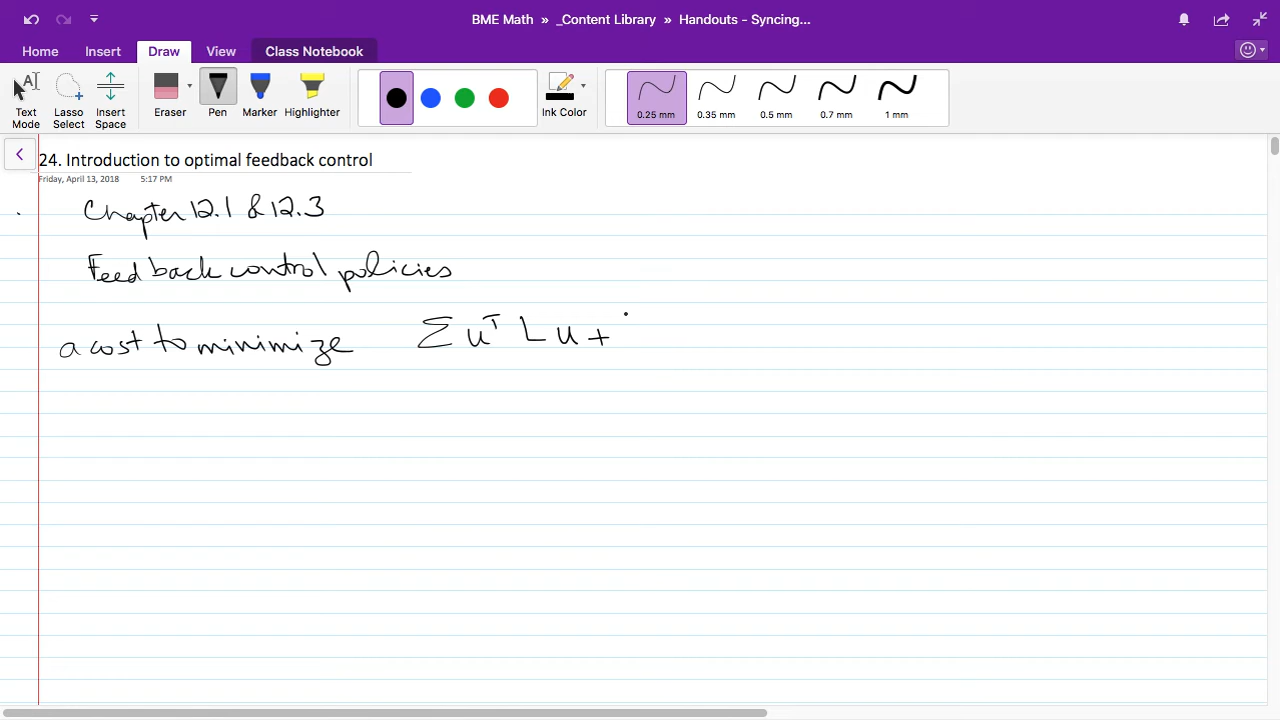 BME Math » _Content Library » Handouts - Syncing...
Home Insert Draw View Class Notebook
Text Mode
Lasso Select
Insert Space
Eraser
Pen
Marker
Highlighter
Ink Color
0.25 mm
0.35 mm
0.5 mm
0.7 mm
1 mm
24. Introduction to optimal feedback control
Friday, April 13, 2018 5:17 PM
Chapter 12.1 & 12.3
Feedback control policies
a cost to minimize Σ u^T L u +